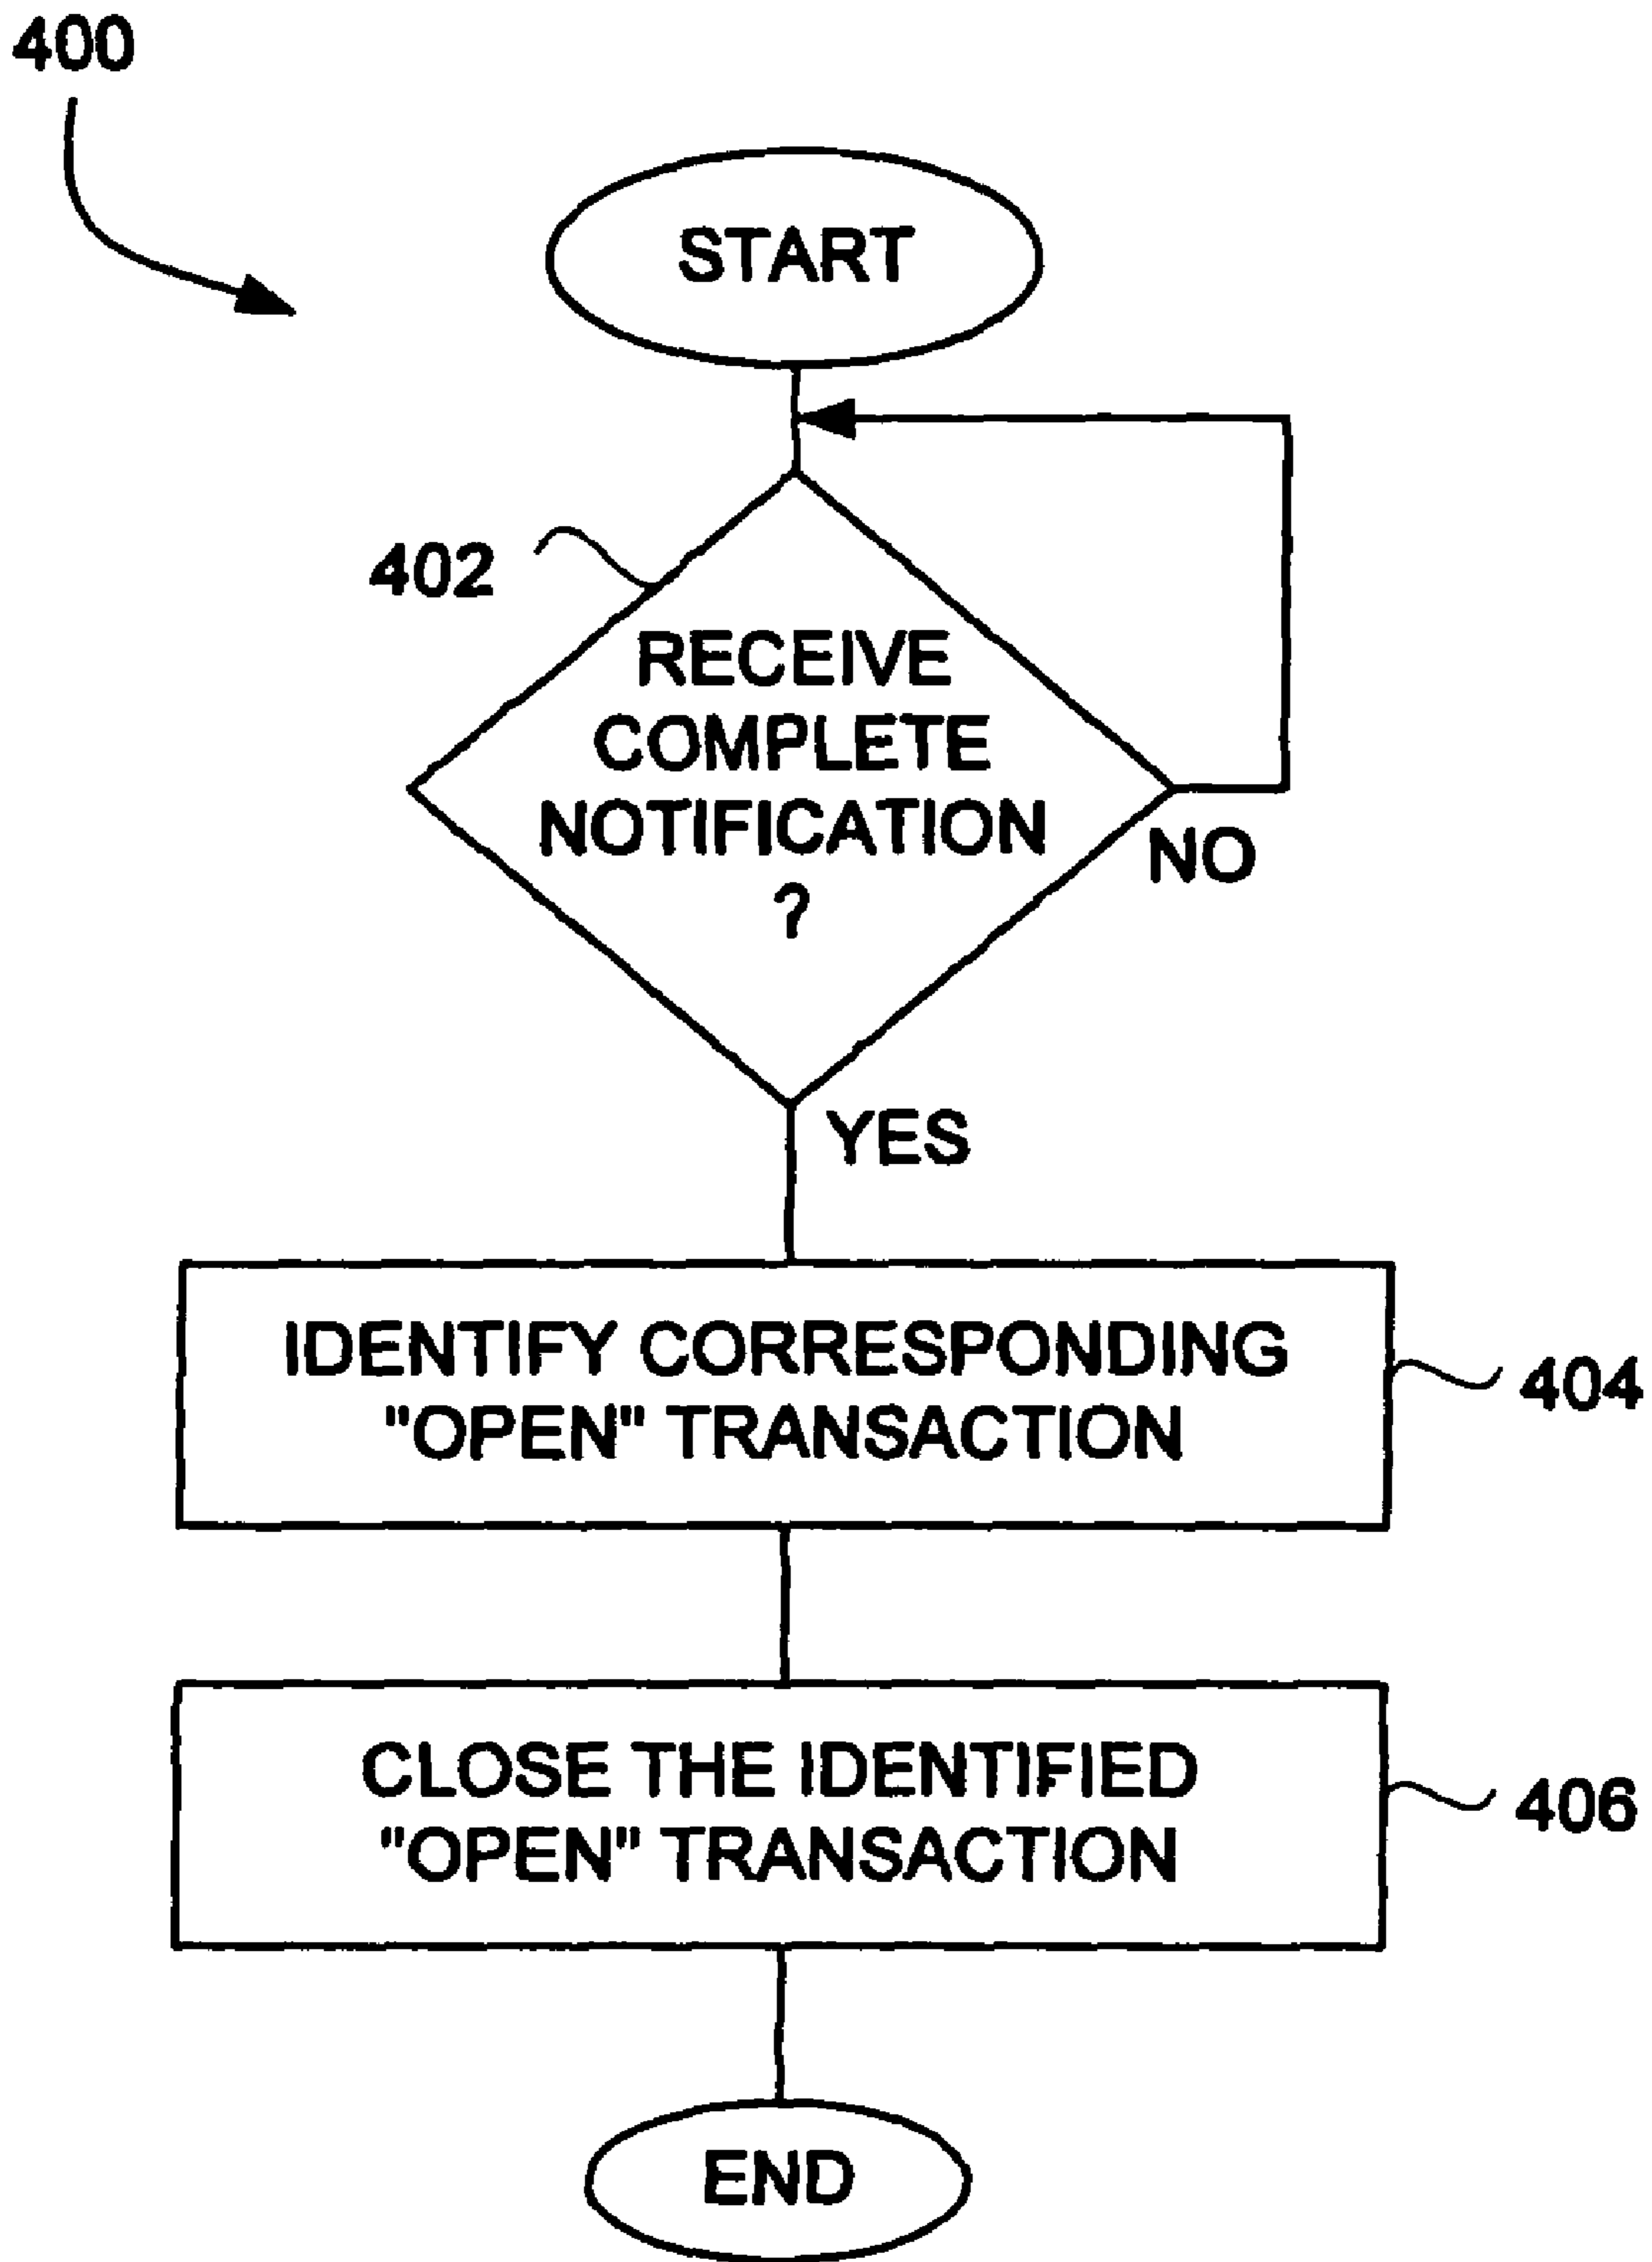 400
START
402
RECEIVE
COMPLETE
NOTIFICATION
?
NO
YES
IDENTIFY CORRESPONDING
"OPEN" TRANSACTION
404
CLOSE THE IDENTIFIED
"OPEN" TRANSACTION
406
END